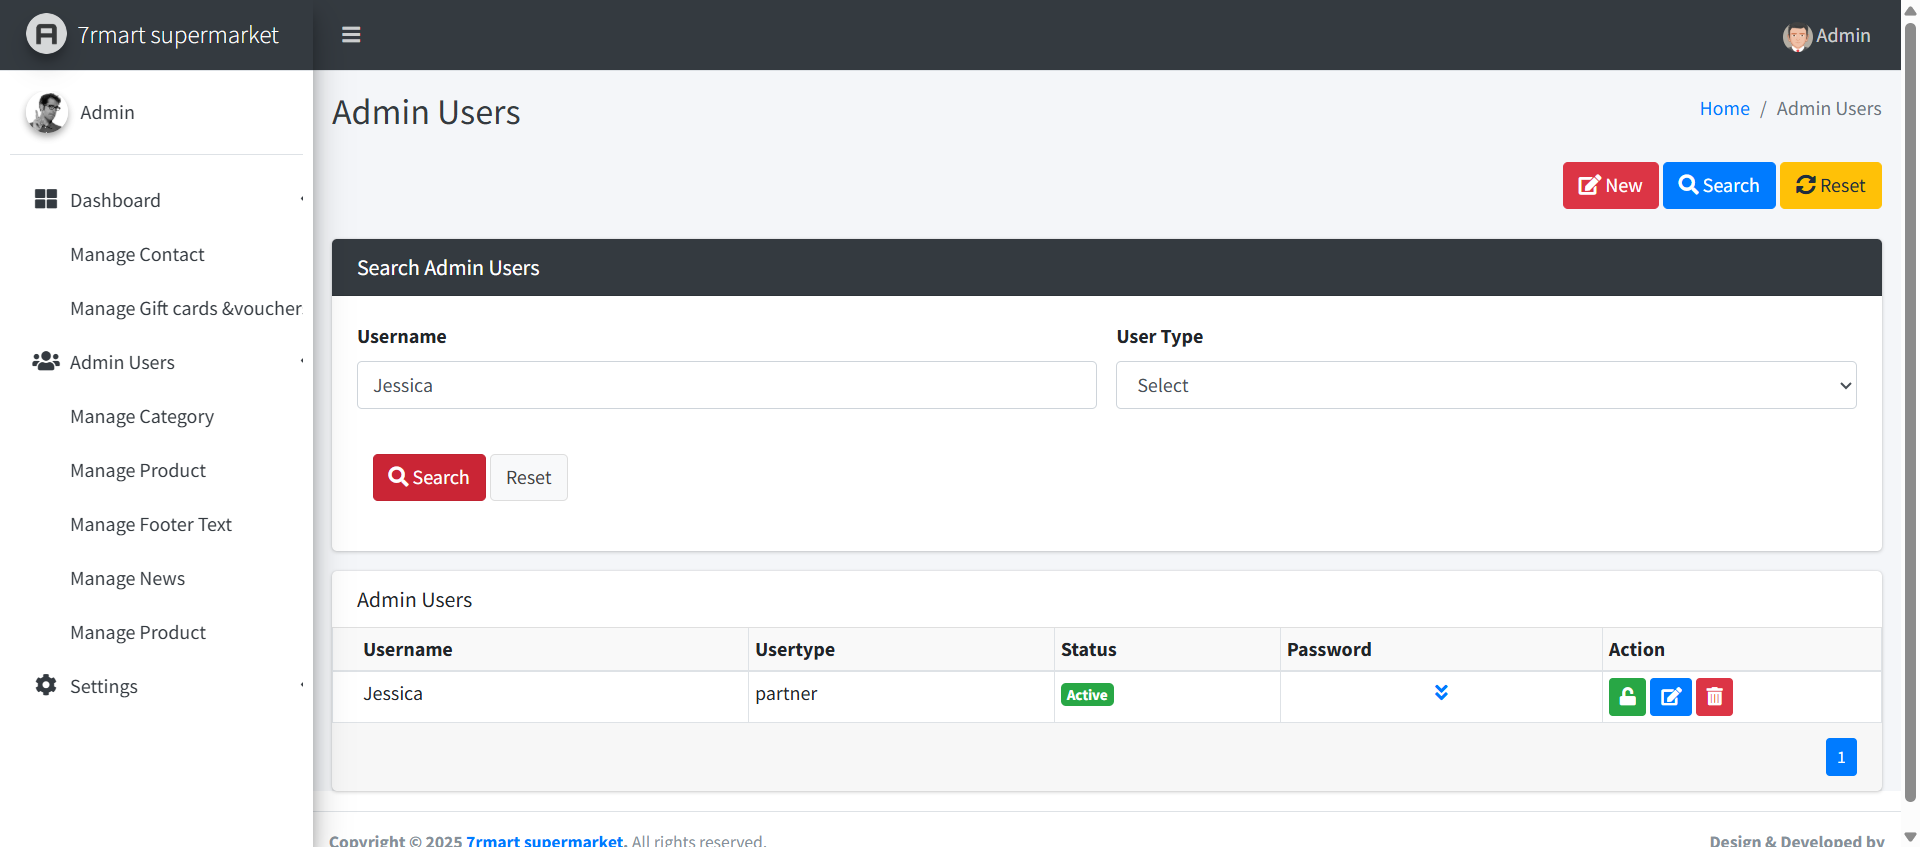 7rmart supermarket
Admin
Admin
Dashboard
Manage Contact
Manage Gift cards &voucher
Admin Users
Manage Category
Manage Product
Manage Footer Text
Manage News
Manage Product
Settings
Admin Users
Home / Admin Users
New Search Reset
Search Admin Users
Username User Type
Jessica Select
Search Reset
Admin Users
Username Usertype Status Password Action
Jessica partner Active
1
Copyright © 2025 7rmart supermarket. All rights reserved.
Design & Developed by